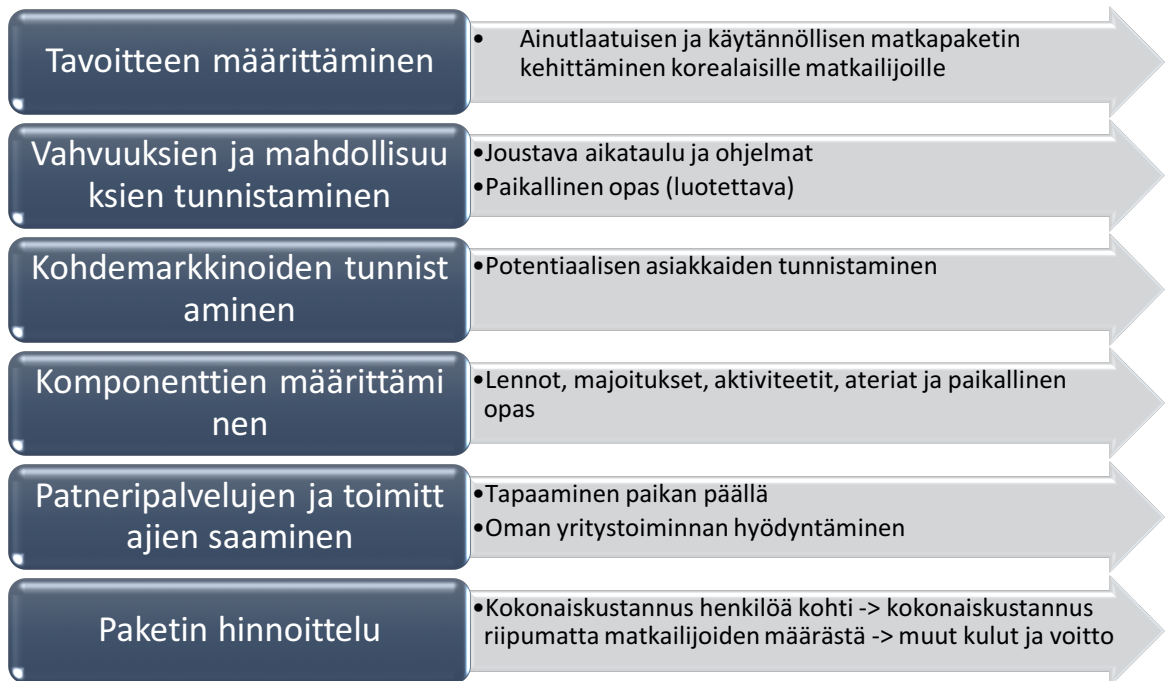 Tavoitteen määrittäminen
• Ainutlaatuisen ja käytännöllisen matkapaketin
kehittäminen korealaisille matkailijoille
Vahvuuksien ja mahdollisuu
ksien tunnistaminen
•Joustava aikataulu ja ohjelmat
•Paikallinen opas (luotettava)
Kohdemarkkinoiden tunnist
aminen
•Potentiaalisen asiakkaiden tunnistaminen
Komponenttien määrittämi
nen
•Lennot, majoitukset, aktiviteetit, ateriat ja paikallinen
opas
Patneripalvelujen ja toimitt
ajien saaminen
•Tapaaminen paikan päällä
•Oman yritystoiminnan hyödyntäminen
Paketin hinnoittelu
•Kokonaiskustannus henkilöä kohti -> kokonaiskustannus
riipumatta matkailijoiden määrästä -> muut kulut ja voitto